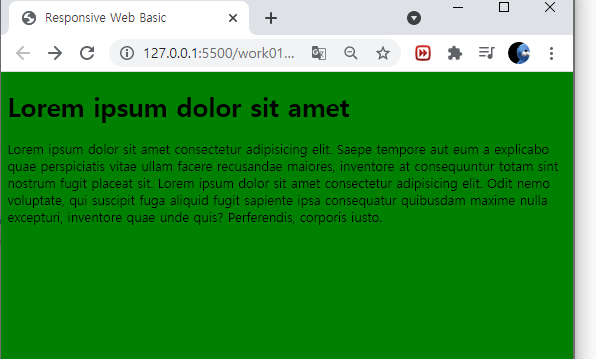 Responsive Web Basic
127.0.0.1:5500/work01...
Lorem ipsum dolor sit amet
Lorem ipsum dolor sit amet consectetur adipisicing elit. Saepe tempore aut eum a explicabo
quae perspiciatis vitae ullam facere recusandae maiores, inventore at consequuntur totam sint
nostrum fugit placeat sit. Lorem ipsum dolor sit amet consectetur adipisicing elit. Odit nemo
voluptate, qui suscipit fuga aliquid fugit sapiente ipsa consequatur quibusdam maxime nulla
excepturi, inventore quae unde quis? Perferendis, corporis iusto.